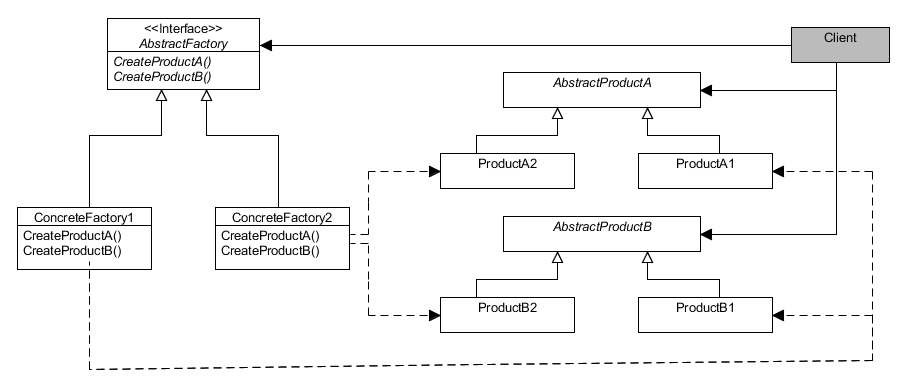 <<Interface>>
AbstractFactory
CreateProductA()
CreateProductB()
Client
AbstractProductA
ProductA2
ProductA1
ConcreteFactory1
CreateProductA()
CreateProductB()
ConcreteFactory2
CreateProductA()
CreateProductB()
AbstractProductB
ProductB2
ProductB1